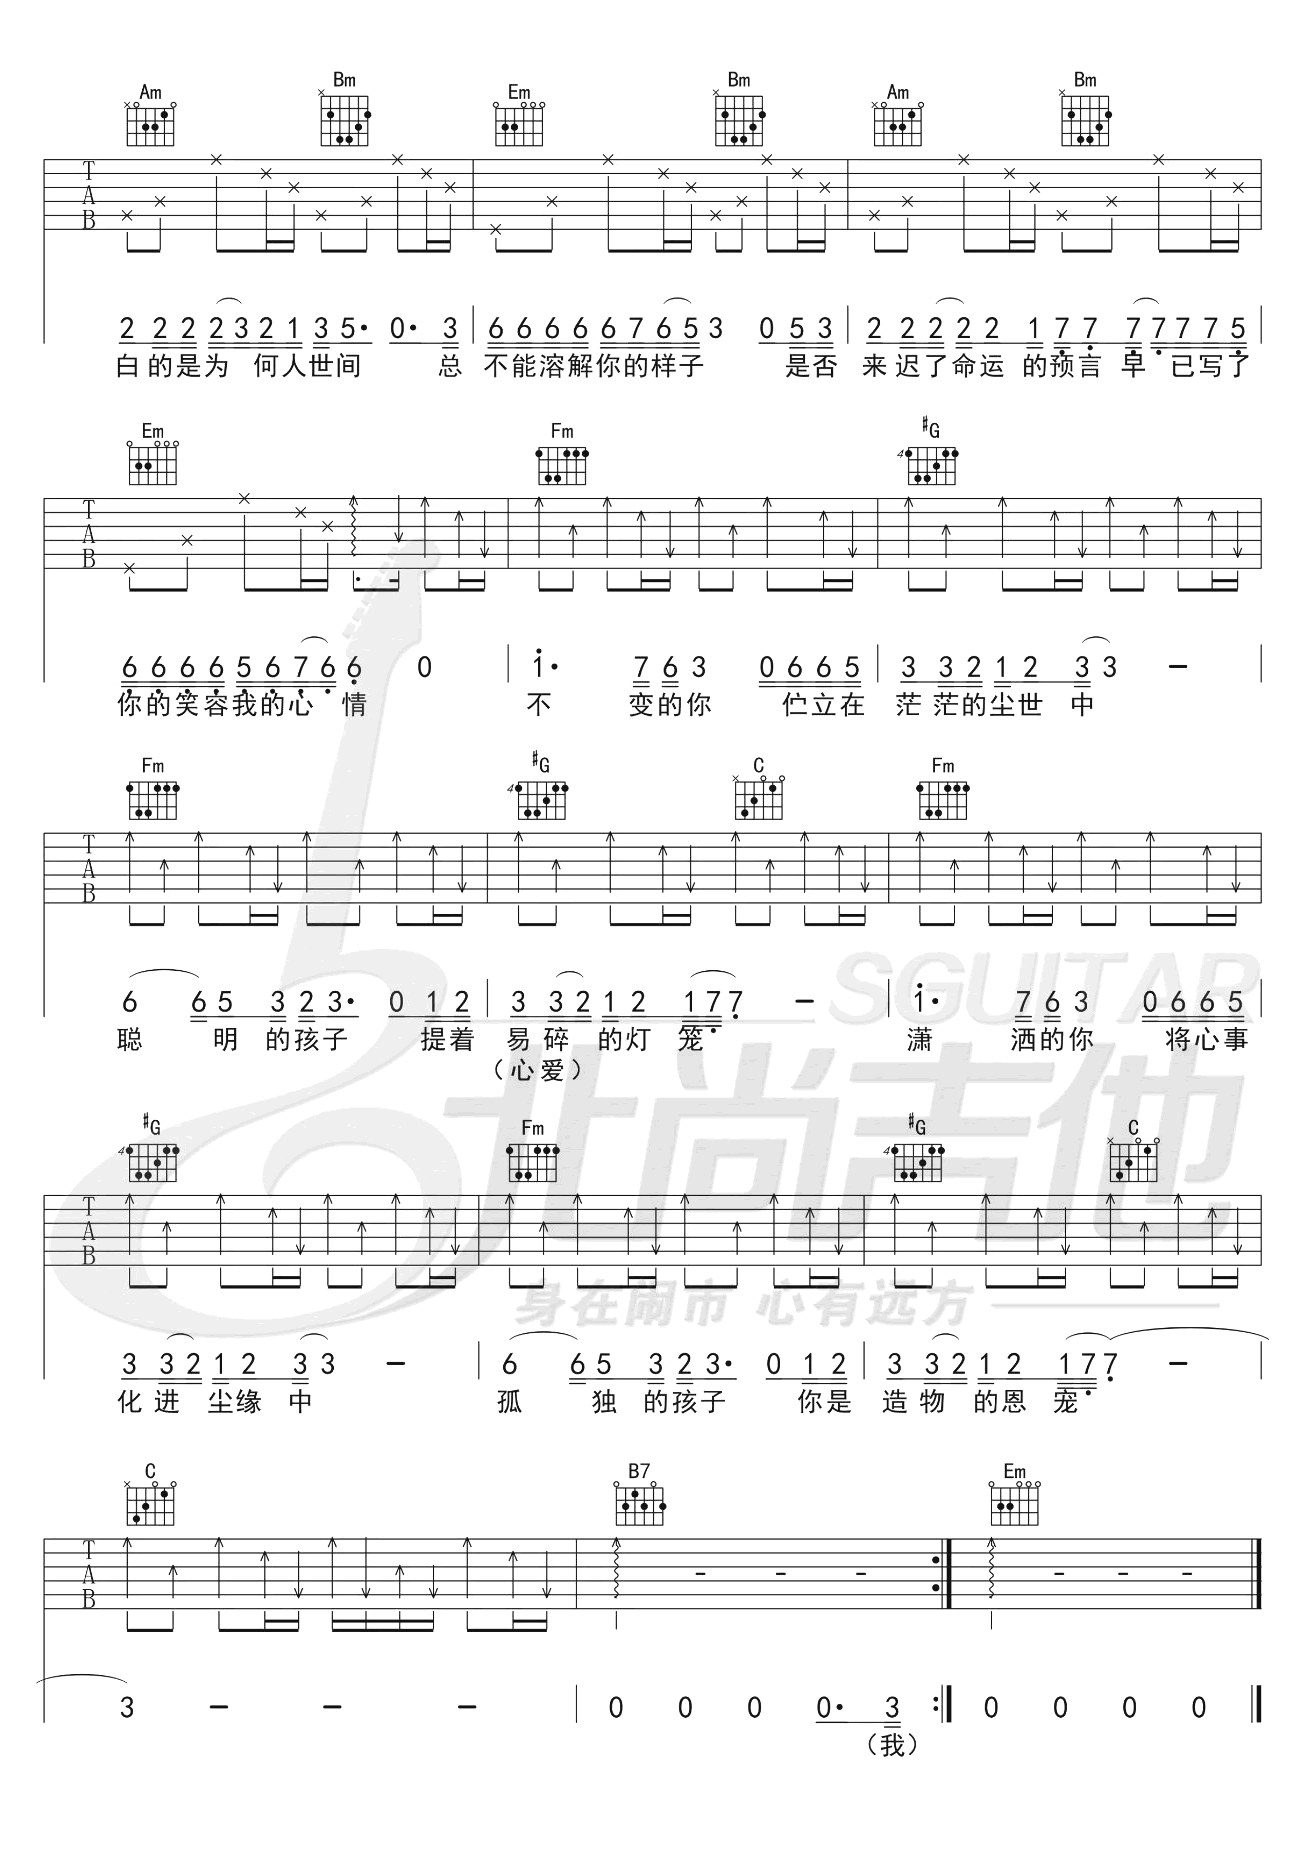 Am Bm Em Bm Am Bm
T A B
2 2 2 2 3 2 1 3 5· 0· 3 | 6 6 6 6 6 7 6 5 3 0 5 3 | 2 2 2 2 2 1 7 7 7 7 7 7 5
白的是为 何人世间 总 不能溶解你的样子 是否 来迟了命运 的预言早 已写了
Em Fm #G
4
T A B
6 6 6 6 5 6 7 6 6 0 | 1· 7 6 3 0 6 6 5 | 3 3 2 1 2 3 3 −
你的笑容我的心 情 不 变的你 伫立在 茫 茫的尘世 中
Fm #G C Fm
4
T A B
6 6 5 3 2 3· 0 1 2 | 3 3 2 1 2 1 7 7 − | 1· 7 6 3 0 6 6 5
聪 明 的孩子 提着 易 碎 的灯 笼 潇 洒的你 将心事
(心爱)
SGUITAR
尚吉他
#G Fm #G C
4 4
T A B
身在闹市 心有远方
3 3 2 1 2 3 3 − | 6 6 5 3 2 3· 0 1 2 | 3 3 2 1 2 1 7 7 −
化 进 尘缘 中 孤 独 的孩子 你是 造 物 的恩 宠
C B7 Em
T A B
3 − − − | 0 0 0 0· 3 :| 0 0 0 0
(我)